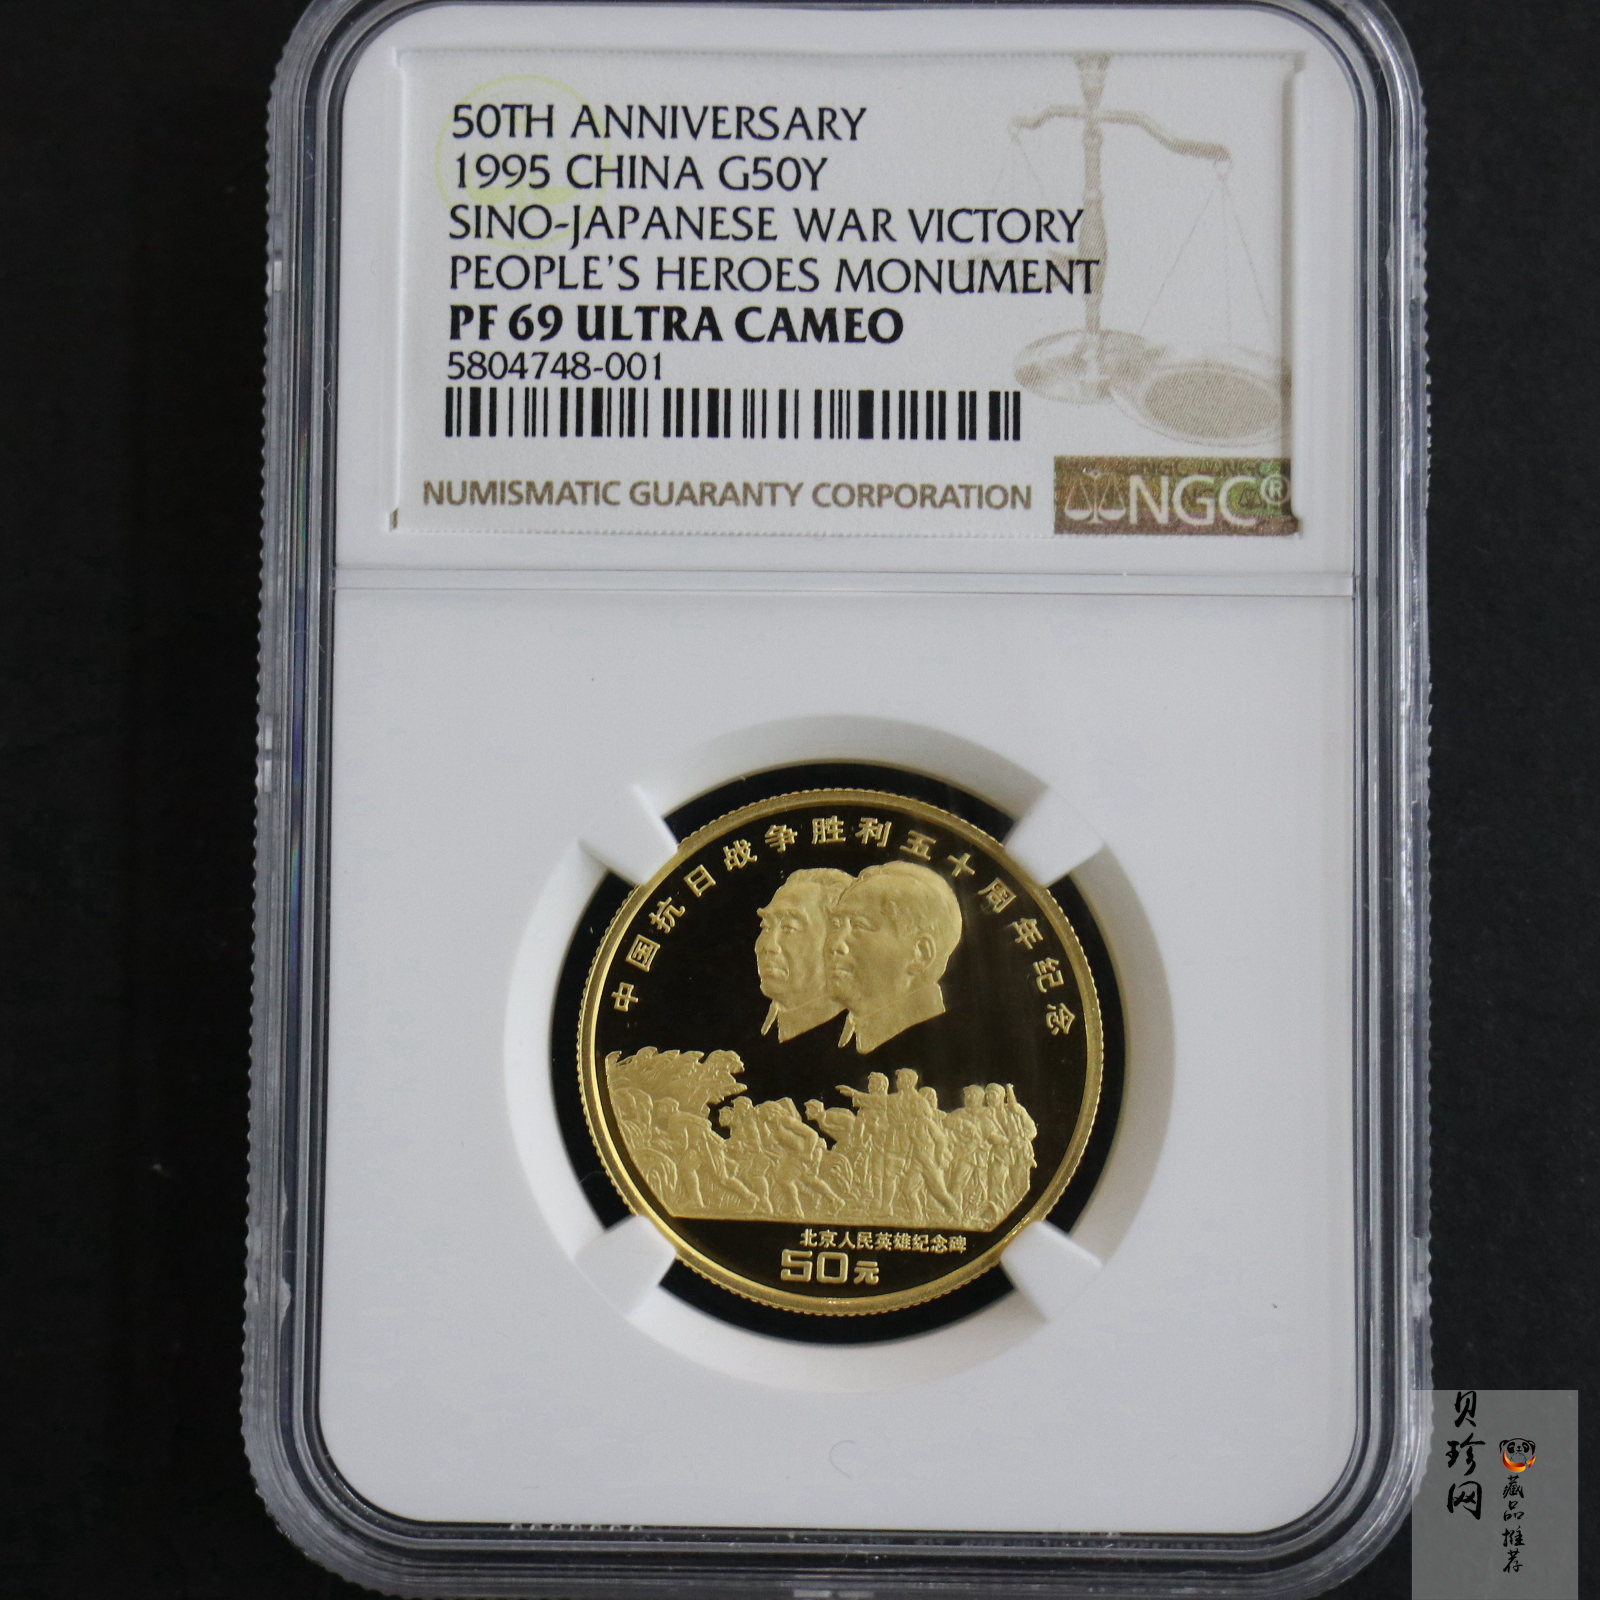 50TH ANNIVERSARY
1995 CHINA G50Y
SINO-JAPANESE WAR VICTORY
PEOPLE'S HEROES MONUMENT
PF 69 ULTRA CAMEO
5804748-001
NUMISMATIC GUARANTY CORPORATION
NGC®
中国抗日战争胜利五十周年纪念
北京人民英雄纪念碑
50元
贝珍网
藏品推荐